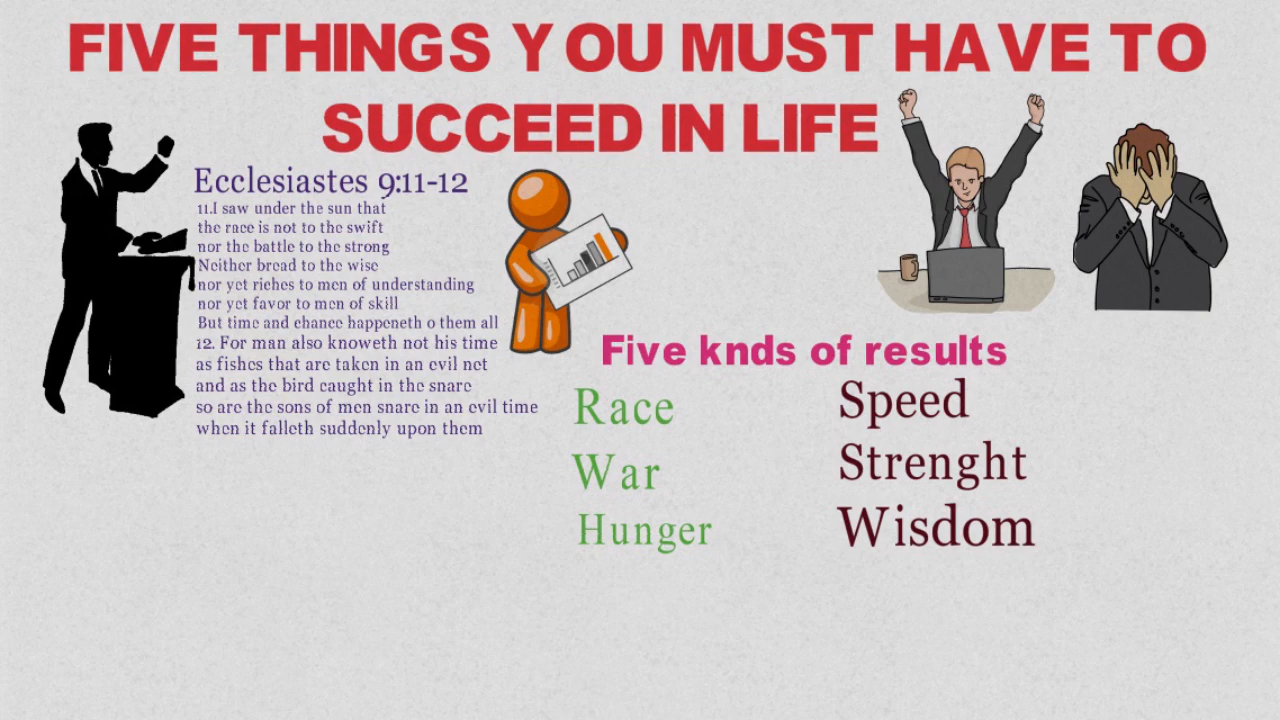 FIVE THINGS YOU MUST HAVE TO
SUCCEED IN LIFE
Ecclesiastes 9:11-12
11.I saw under the sun that
the race is not to the swift
nor the battle to the strong
Neither bread to the wise
nor yet riches to men of understanding
nor yet favor to men of skill
But time and chance happeneth o them all
12. For man also knoweth not his time
as fishes that are taken in an evil net
and as the bird caught in the snare
so are the sons of men snare in an evil time
when it falleth suddenly upon them
Five knds of results
Race
Speed
War
Strenght
Hunger
Wisdom